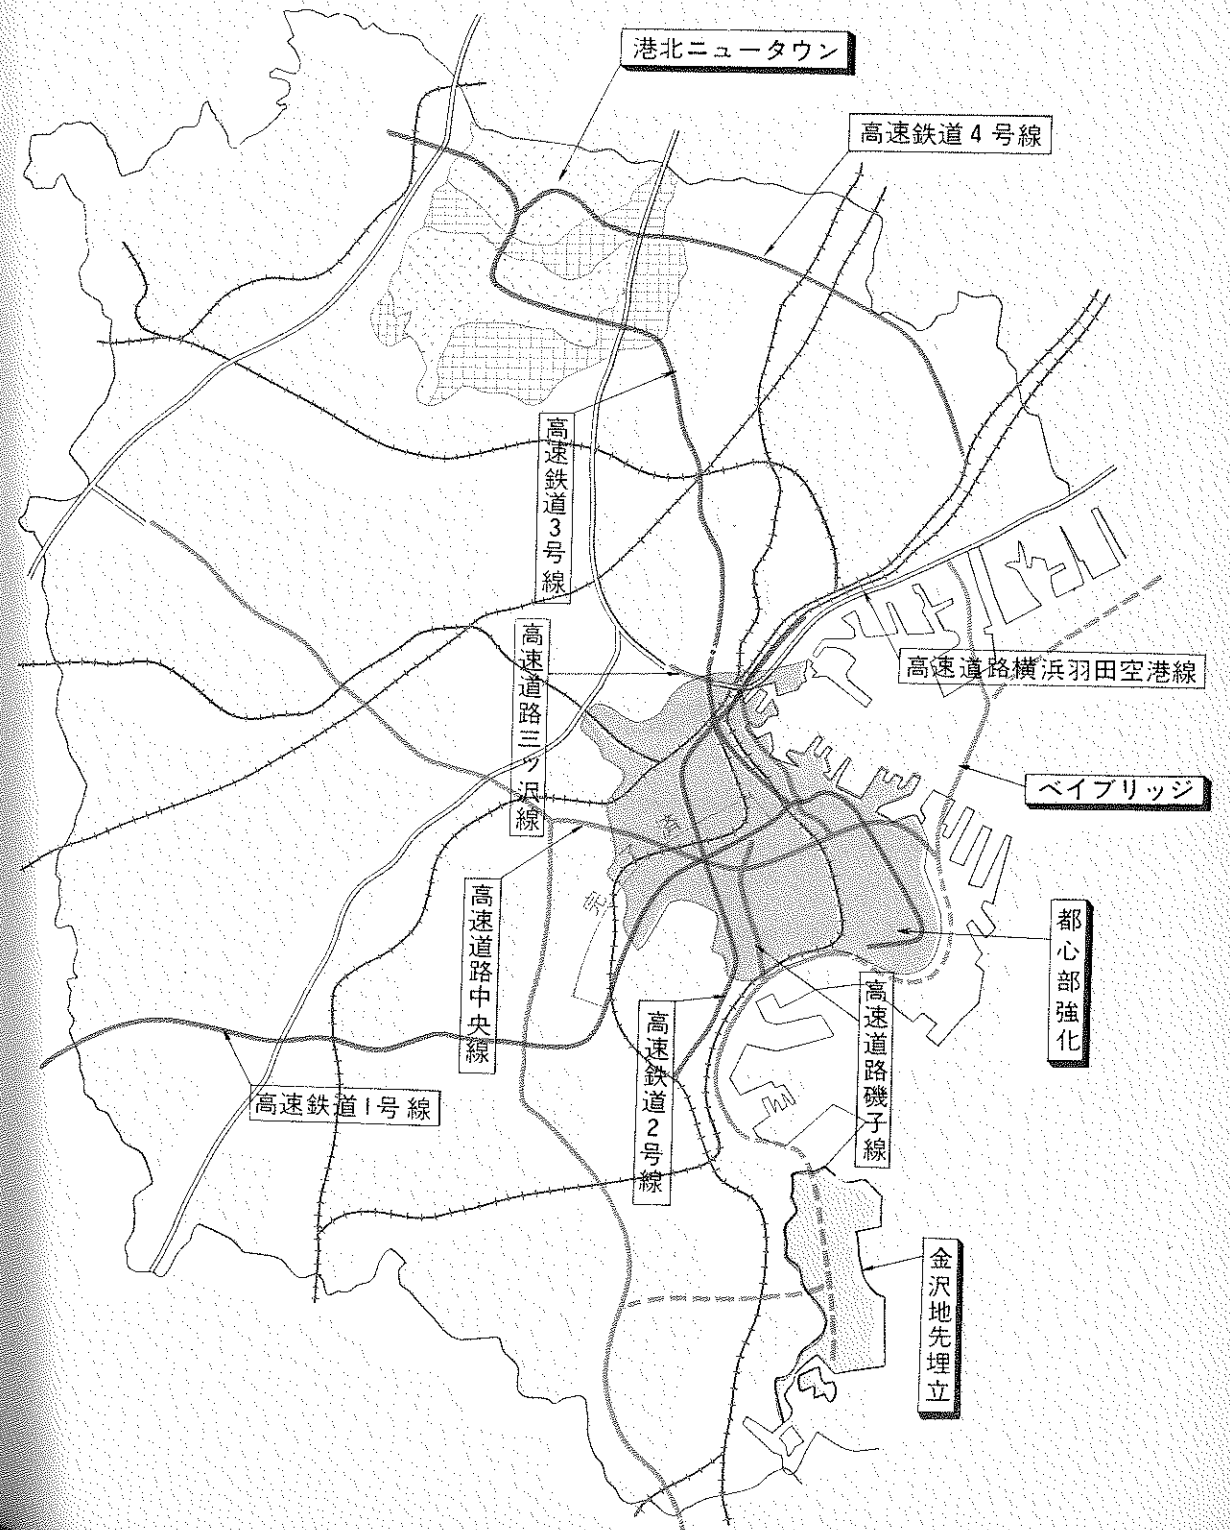 港北ニュータウン
高速鉄道4号線
高速鉄道3号線
高速道路三ツ沢線
高速道路横浜羽田空港線
ベイブリッジ
高速道路中央線
都心部強化
高速鉄道2号線
高速道路磯子線
高速鉄道1号線
金沢地先埋立